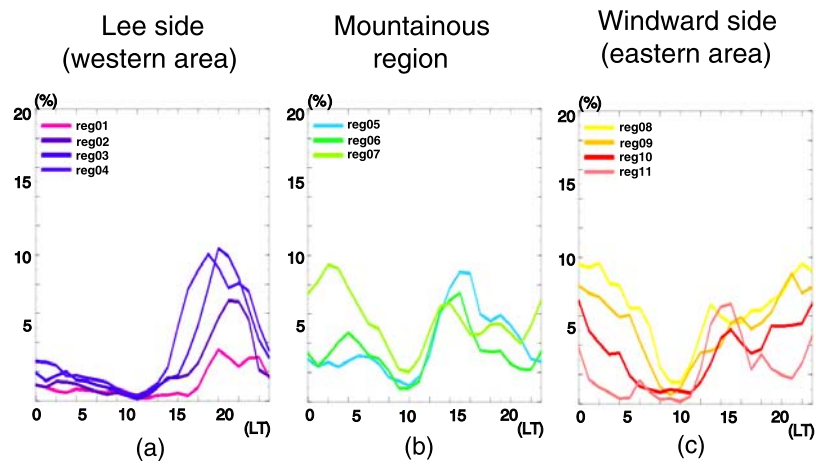 Lee side
(western area)
(%)
20
reg01
reg02
reg03
reg04
15
10
5
0 5 10 15 20
(LT)
(a)
Mountainous
region
(%)
20
reg05
reg06
reg07
15
10
5
0 5 10 15 20
(LT)
(b)
Windward side
(eastern area)
(%)
20
reg08
reg09
reg10
reg11
15
10
5
0 5 10 15 20
(LT)
(c)